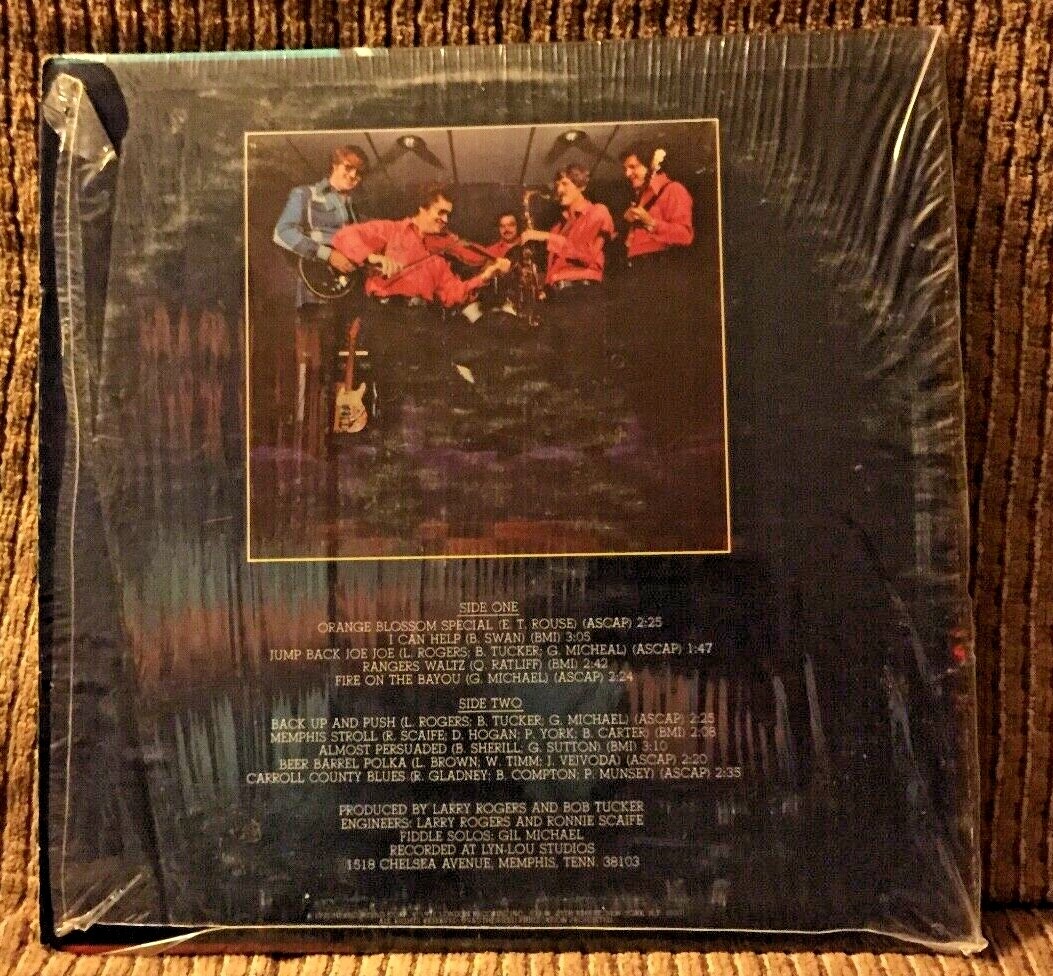 SIDE ONE
ORANGE BLOSSOM SPECIAL (E. T. ROUSE) (ASCAP) 2:25
I CAN HELP (B. SWAN) (BMI) 3:05
JUMP BACK JOE JOE (L. ROGERS; B. TUCKER; G. MICHEAL) (ASCAP) 1:47
RANGERS WALTZ (Q. RATLIFF) (BMI) 2:42
FIRE ON THE BAYOU (G. MICHAEL) (ASCAP) 2:24
SIDE TWO
BACK UP AND PUSH (L. ROGERS; B. TUCKER; G. MICHAEL) (ASCAP) 2:25
MEMPHIS STROLL (R. SCAIFE; D. HOGAN; P. YORK; B. CARTER) (BMI) 2:08
ALMOST PERSUADED (B. SHERILL; G. SUTTON) (BMI) 3:10
BEER BARREL POLKA (L. BROWN; W. TIMM; J. VEJVODA) (ASCAP) 2:20
CARROLL COUNTY BLUES (R. GLADNEY; B. COMPTON; P. MUNSEY) (ASCAP) 2:35
PRODUCED BY LARRY ROGERS AND BOB TUCKER
ENGINEERS: LARRY ROGERS AND RONNIE SCAIFE
FIDDLE SOLOS: GIL MICHAEL
RECORDED AT LYN-LOU STUDIOS
1518 CHELSEA AVENUE, MEMPHIS, TENN. 38103